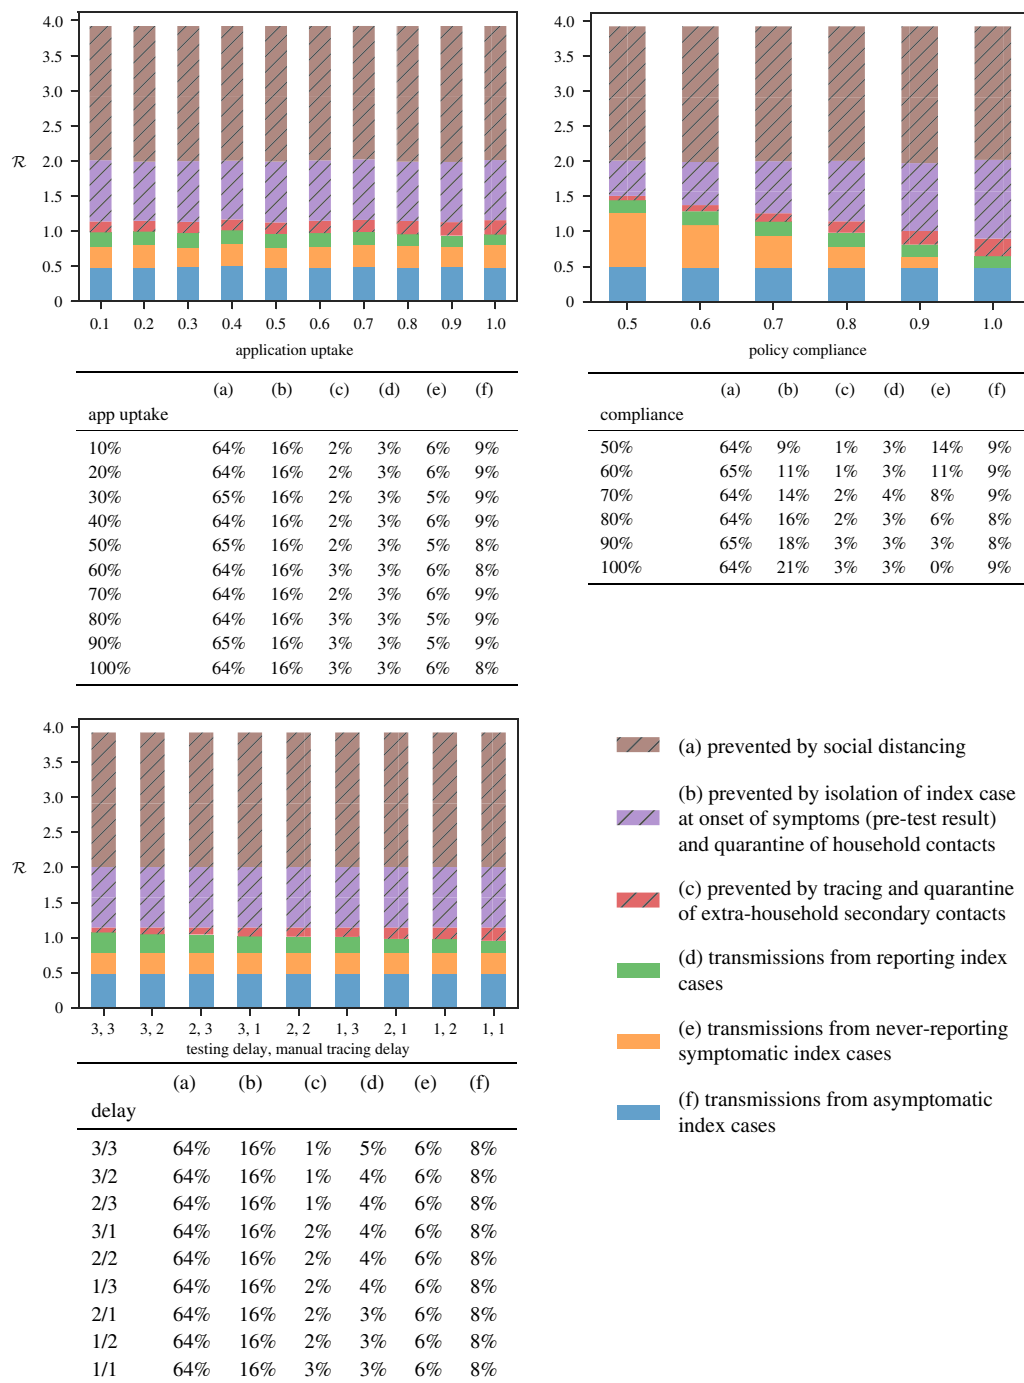 4.0
3.5
3.0
2.5
2.0
1.5
1.0
0.5
0
ℛ
0.1 0.2 0.3 0.4 0.5 0.6 0.7 0.8 0.9 1.0
application uptake
4.0
3.5
3.0
2.5
2.0
1.5
1.0
0.5
0
0.5 0.6 0.7 0.8 0.9 1.0
policy compliance
(a) (b) (c) (d) (e) (f)
app uptake
10% 64% 16% 2% 3% 6% 9%
20% 64% 16% 2% 3% 6% 9%
30% 65% 16% 2% 3% 5% 9%
40% 64% 16% 2% 3% 6% 9%
50% 65% 16% 2% 3% 5% 8%
60% 64% 16% 3% 3% 6% 8%
70% 64% 16% 2% 3% 6% 9%
80% 64% 16% 3% 3% 5% 9%
90% 65% 16% 3% 3% 5% 9%
100% 64% 16% 3% 3% 6% 8%
(a) (b) (c) (d) (e) (f)
compliance
50% 64% 9% 1% 3% 14% 9%
60% 65% 11% 1% 3% 11% 9%
70% 64% 14% 2% 4% 8% 9%
80% 64% 16% 2% 3% 6% 8%
90% 65% 18% 3% 3% 3% 8%
100% 64% 21% 3% 3% 0% 9%
4.0
3.5
3.0
2.5
2.0
1.5
1.0
0.5
0
ℛ
3, 3 3, 2 2, 3 3, 1 2, 2 1, 3 2, 1 1, 2 1, 1
testing delay, manual tracing delay
(a) (b) (c) (d) (e) (f)
delay
3/3 64% 16% 1% 5% 6% 8%
3/2 64% 16% 1% 4% 6% 8%
2/3 64% 16% 1% 4% 6% 8%
3/1 64% 16% 2% 4% 6% 8%
2/2 64% 16% 2% 4% 6% 8%
1/3 64% 16% 2% 4% 6% 8%
2/1 64% 16% 2% 3% 6% 8%
1/2 64% 16% 2% 3% 6% 8%
1/1 64% 16% 3% 3% 6% 8%
(a) prevented by social distancing
(b) prevented by isolation of index case
at onset of symptoms (pre-test result)
and quarantine of household contacts
(c) prevented by tracing and quarantine
of extra-household secondary contacts
(d) transmissions from reporting index
cases
(e) transmissions from never-reporting
symptomatic index cases
(f) transmissions from asymptomatic
index cases